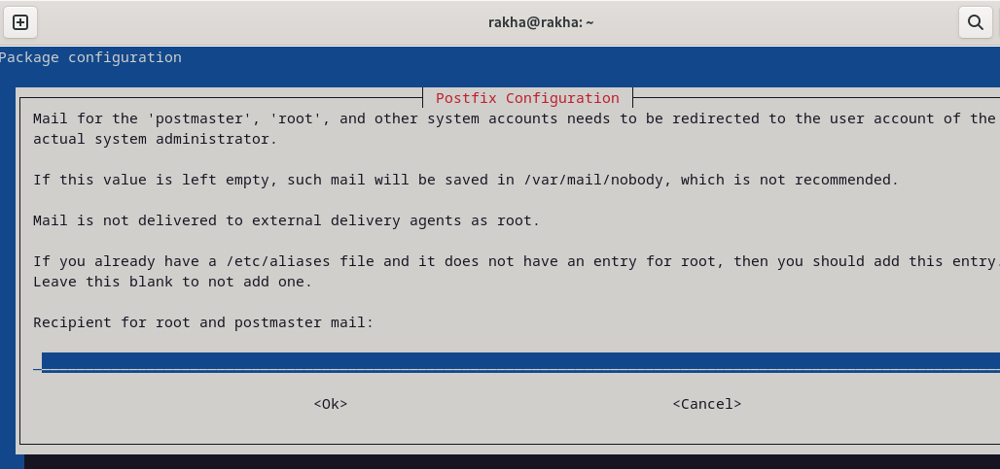 rakha@rakha: ~
Package configuration
Postfix Configuration
Mail for the 'postmaster', 'root', and other system accounts needs to be redirected to the user account of the
actual system administrator.
If this value is left empty, such mail will be saved in /var/mail/nobody, which is not recommended.
Mail is not delivered to external delivery agents as root.
If you already have a /etc/aliases file and it does not have an entry for root, then you should add this entry.
Leave this blank to not add one.
Recipient for root and postmaster mail:
<Ok> <Cancel>